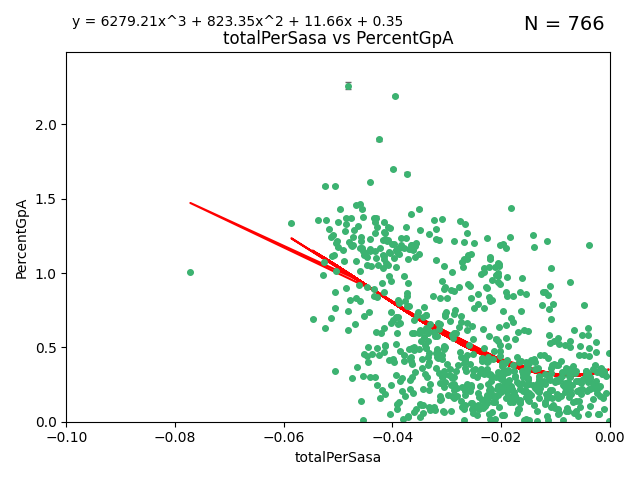 y = 6279.21x^3 + 823.35x^2 + 11.66x + 0.35
N = 766
totalPerSasa vs PercentGpA
PercentGpA
2.0
1.5
1.0
0.5
0.0
−0.10
−0.08
−0.06
−0.04
−0.02
0.00
totalPerSasa